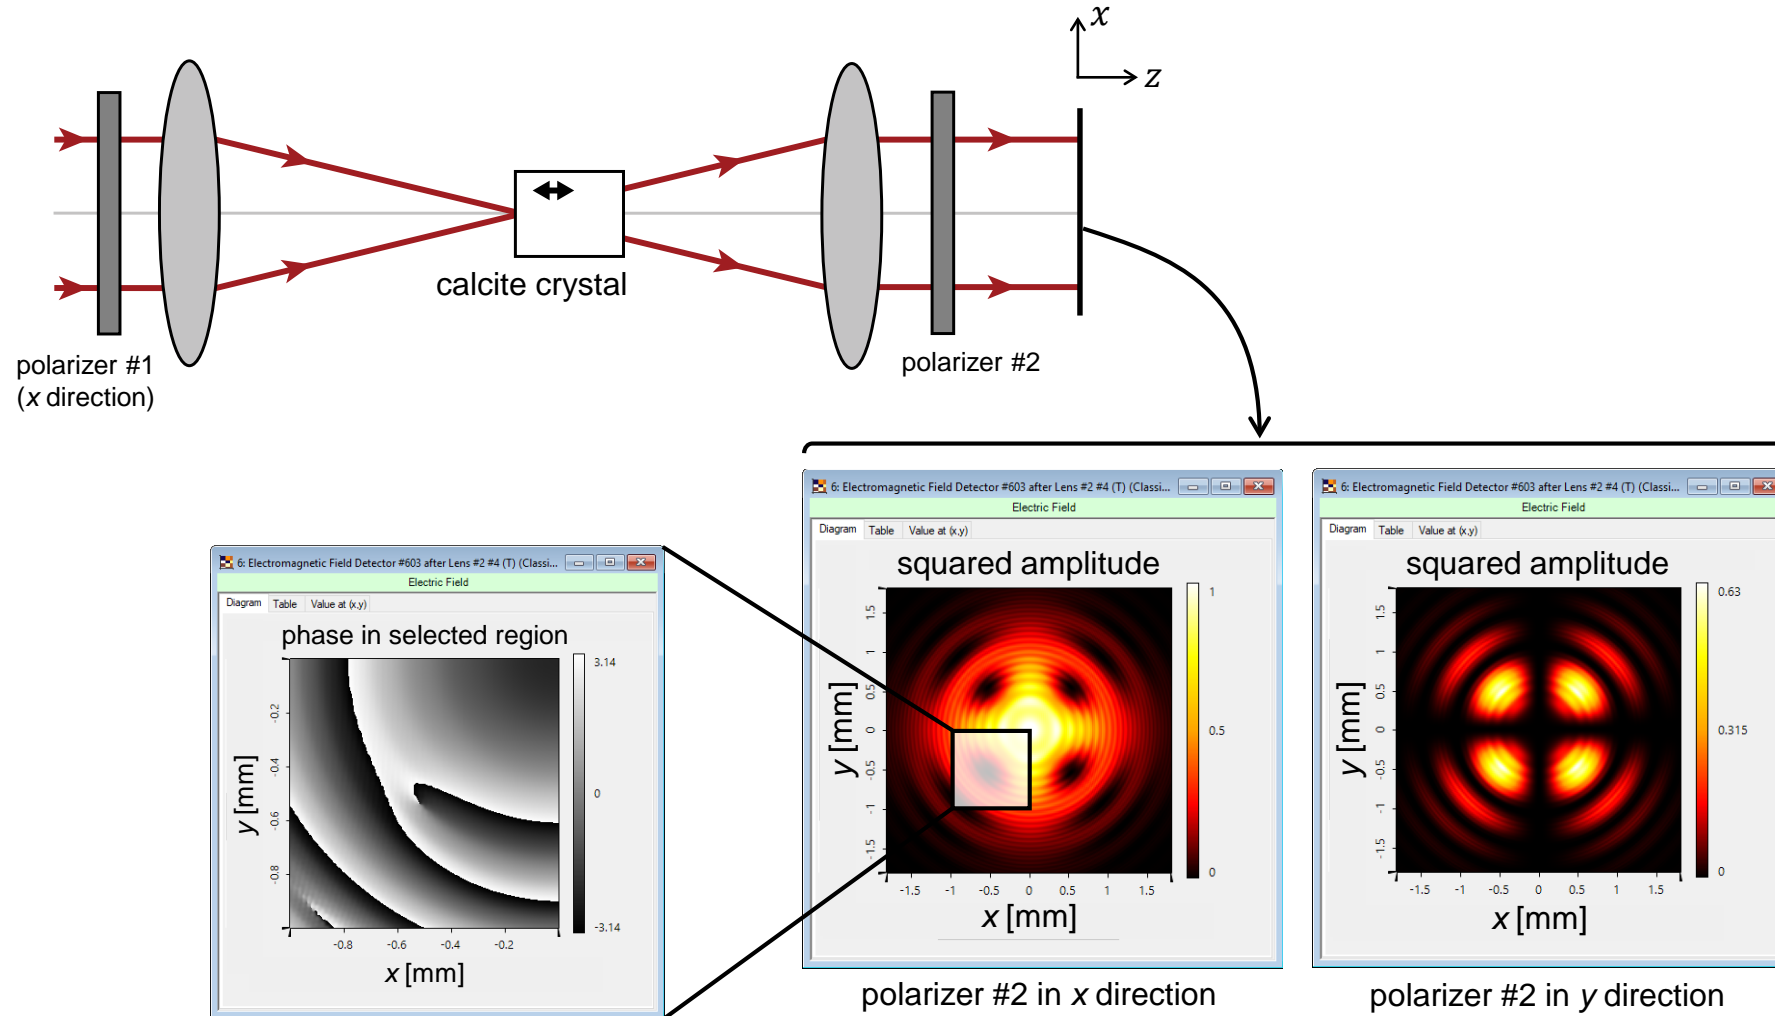 x
z
calcite crystal
polarizer #1
(x direction)
polarizer #2
6: Electromagnetic Field Detector #603 after Lens #2 #4 (T) (Classi...
Electric Field
Diagram Table Value at (x,y)
phase in selected region
3.14
0
-3.14
y [mm]
-0.2
-0.4
-0.6
-0.8
-0.8 -0.6 -0.4 -0.2
x [mm]
6: Electromagnetic Field Detector #603 after Lens #2 #4 (T) (Classi...
Electric Field
Diagram Table Value at (x,y)
squared amplitude
1
0.5
0
y [mm]
1.5
1
0.5
0
-0.5
-1
-1.5
-1.5 -1 -0.5 0 0.5 1 1.5
x [mm]
polarizer #2 in x direction
6: Electromagnetic Field Detector #603 after Lens #2 #4 (T) (Classi...
Electric Field
Diagram Table Value at (x,y)
squared amplitude
0.63
0.315
0
y [mm]
1.5
1
0.5
0
-0.5
-1
-1.5
-1.5 -1 -0.5 0 0.5 1 1.5
x [mm]
polarizer #2 in y direction